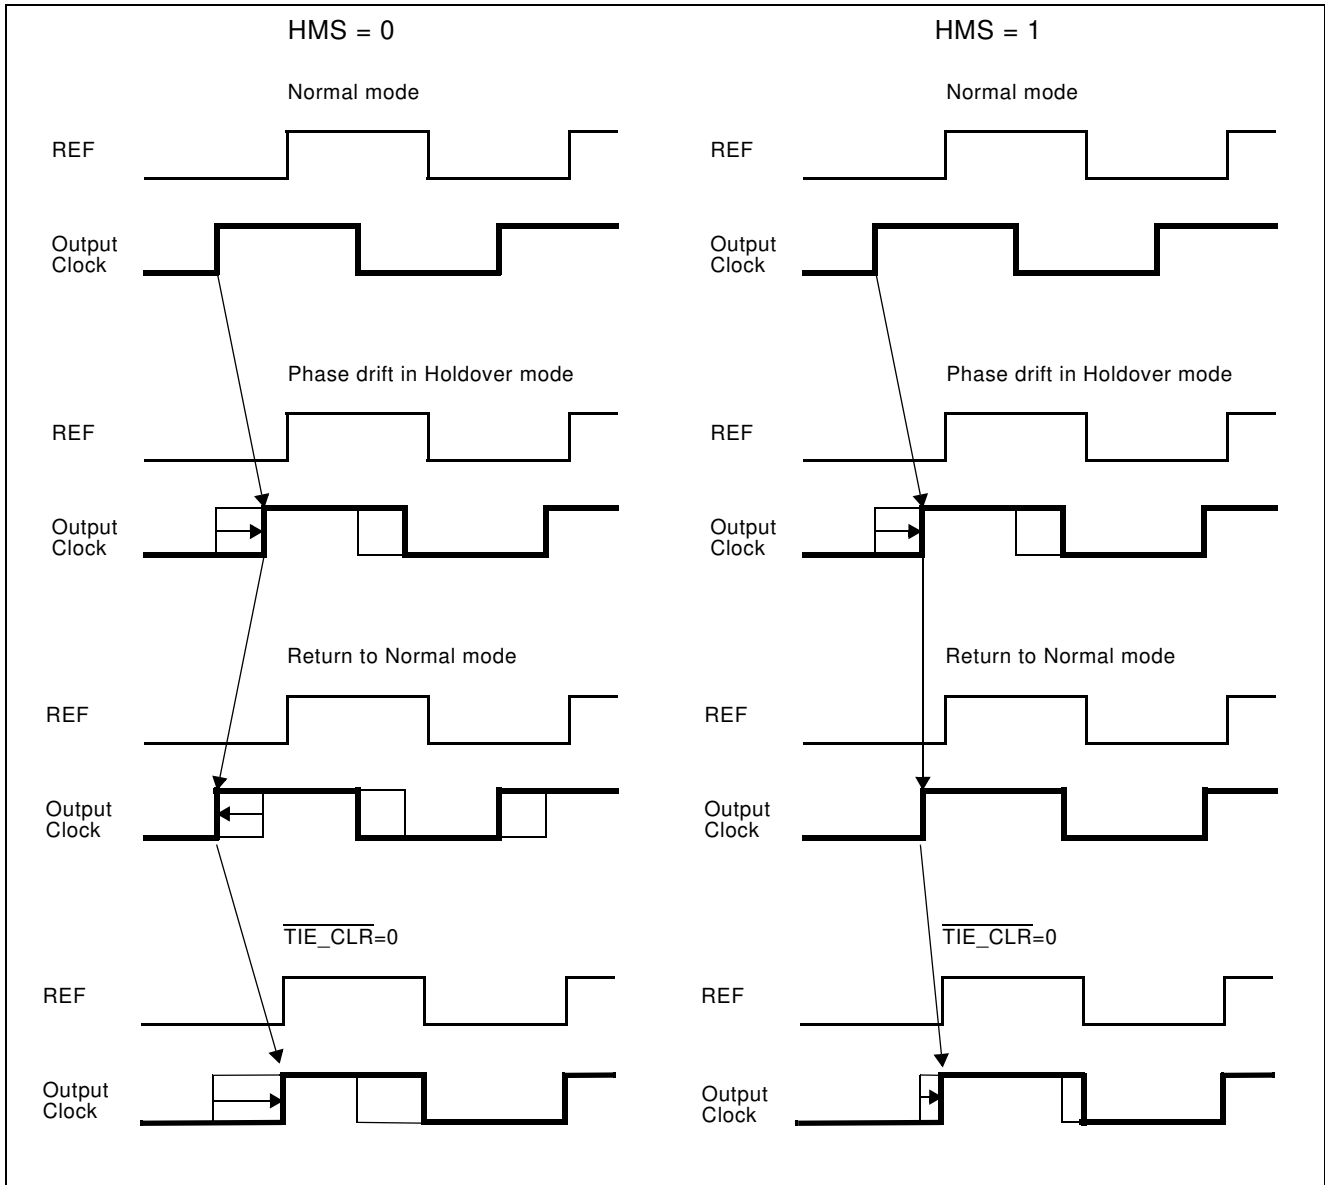 HMS = 0
HMS = 1
Normal mode
Normal mode
REF
REF
Output
Clock
Output
Clock
Phase drift in Holdover mode
Phase drift in Holdover mode
REF
REF
Output
Clock
Output
Clock
Return to Normal mode
Return to Normal mode
REF
REF
Output
Clock
Output
Clock
TIE_CLR=0
TIE_CLR=0
REF
REF
Output
Clock
Output
Clock